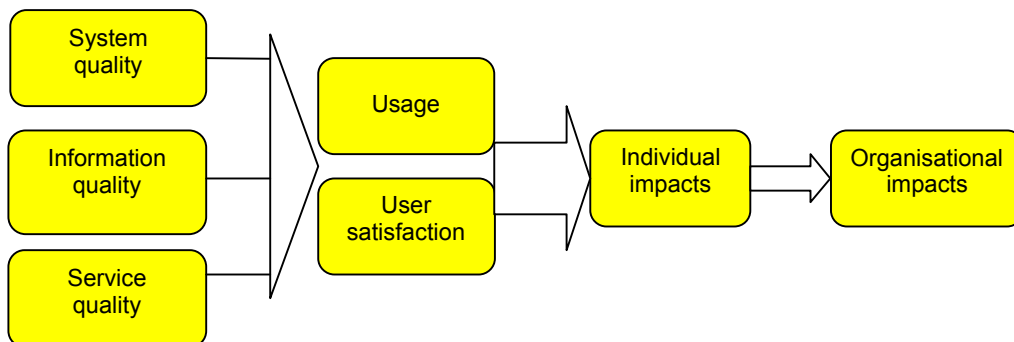 System
quality
Information
quality
Service
quality
Usage
User
satisfaction
Individual
impacts
Organisational
impacts